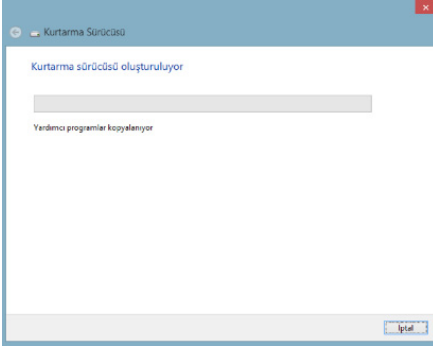 Kurtarma Sürücüsü
Kurtarma sürücüsü oluşturuluyor
Yardımcı programlar kopyalanıyor
İptal